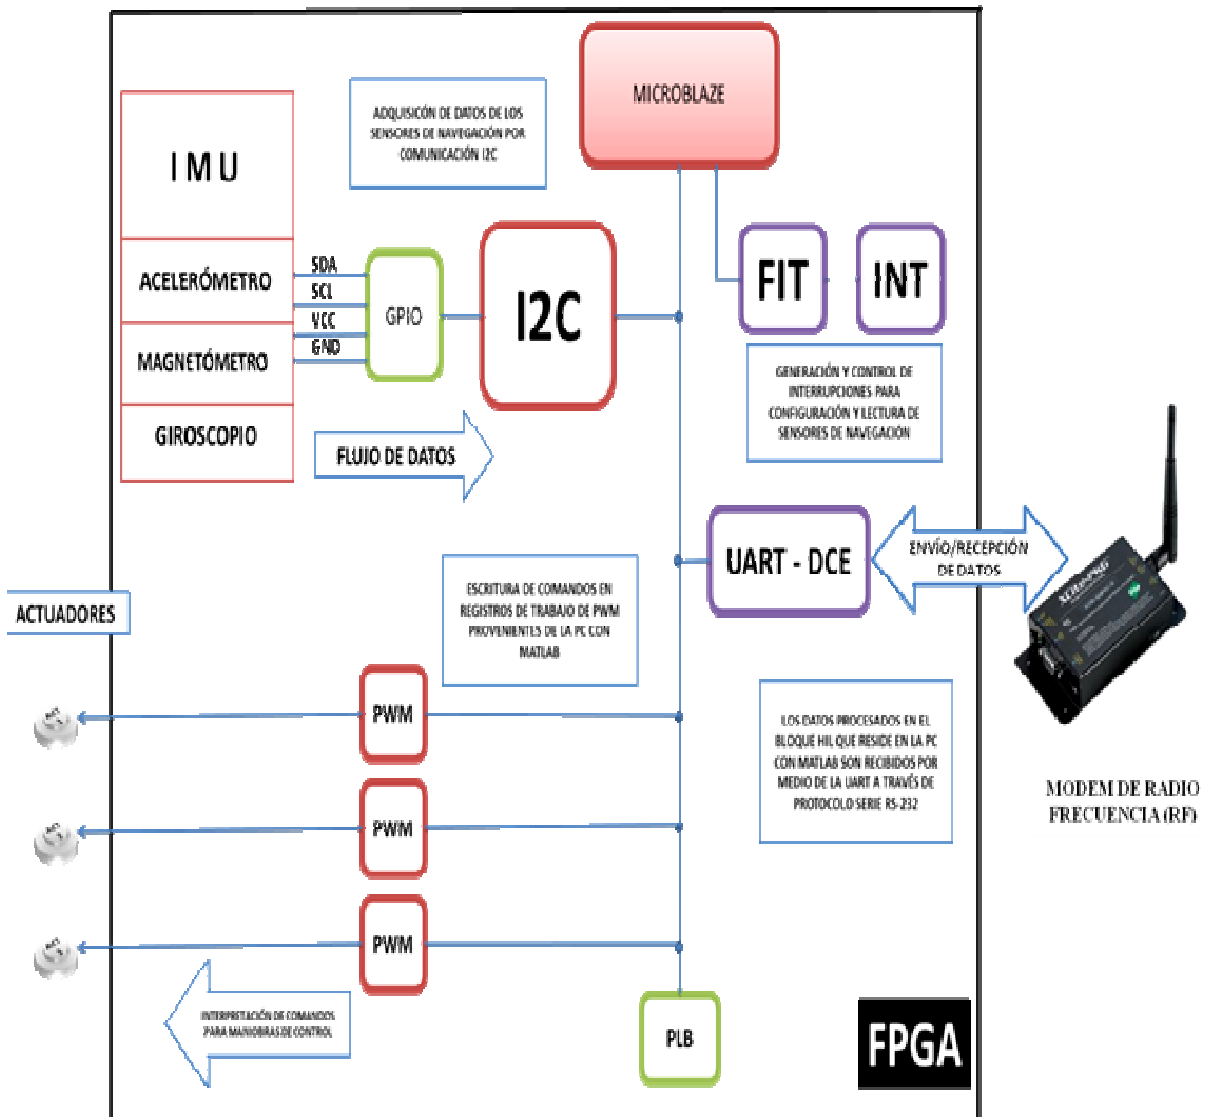 MICROBLAZE
ADQUISICÓN DE DATOS DE LOS
SENSORES DE NAVEGACIÓN POR
COMUNICACIÓN I2C
IMU
ACELERÓMETRO
MAGNETÓMETRO
GIROSCOPIO
SDA
SCL
VCC
GND
GPIO
I2C
FIT
INT
GENERACIÓN Y CONTROL DE
INTERRUPCIONES PARA
CONFIGURACIÓN Y LECTURA DE
SENSORES DE NAVEGACIÓN
FLUJO DE DATOS
UART - DCE
ENVÍO/RECEPCIÓN
DE DATOS
ACTUADORES
ESCRITURA DE COMANDOS EN
REGISTROS DE TRABAJO DE PWM
PROVENIENTES DE LA PC CON
MATLAB
PWM
PWM
PWM
LOS DATOS PROCESADOS EN EL
BLOQUE HIL QUE RESIDE EN LA PC
CON MATLAB SON RECIBIDOS POR
MEDIO DE LA UART A TRAVÉS DE
PROTOCOLO SERIE RS-232
MODEM DE RADIO
FRECUENCIA (RF)
INTERPRETACIÓN DE COMANDOS
PARA MANIOBRAS DE CONTROL
PLB
FPGA